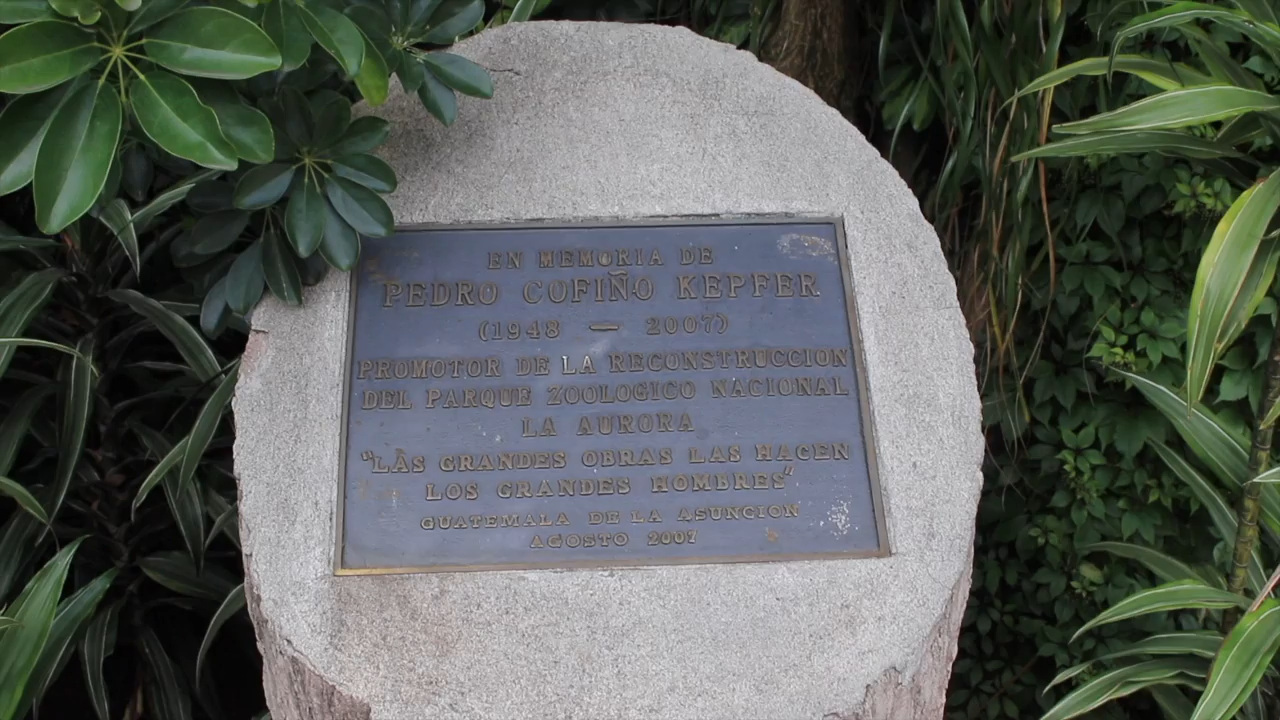 EN MEMORIA DE
PEDRO COFIÑO KEPFER
(1948 — 2007)
PROMOTOR DE LA RECONSTRUCCION
DEL PARQUE ZOOLOGICO NACIONAL
LA AURORA
"LAS GRANDES OBRAS LAS HACEN
LOS GRANDES HOMBRES"
GUATEMALA DE LA ASUNCION
AGOSTO 2007